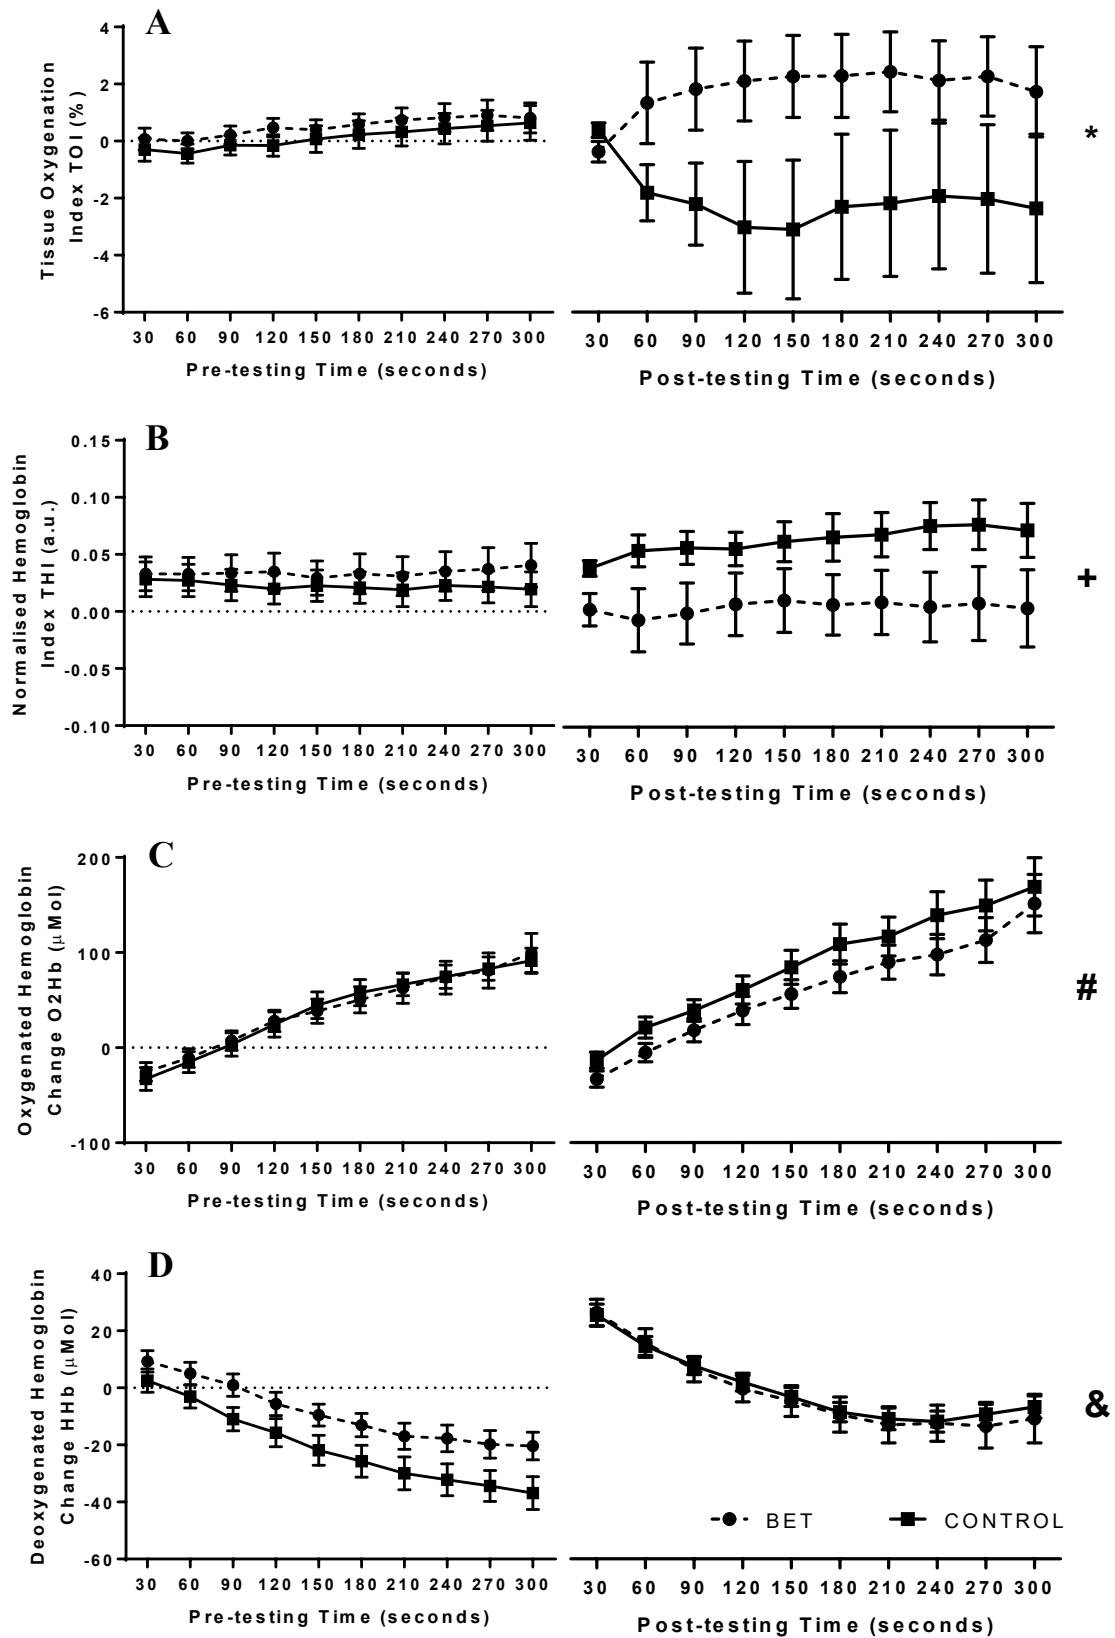 A
Tissue Oxygenation
Index TOI (%)
4
2
0
-2
-4
-6
30 60 90 120 150 180 210 240 270 300
Pre-testing Time (seconds)
30 60 90 120 150 180 210 240 270 300
Post-testing Time (seconds)
*
B
Normalised Hemoglobin
Index THI (a.u.)
0.15
0.10
0.05
0.00
-0.05
-0.10
30 60 90 120 150 180 210 240 270 300
Pre-testing Time (seconds)
30 60 90 120 150 180 210 240 270 300
Post-testing Time (seconds)
+
C
Oxygenated Hemoglobin
Change O2Hb (μMol)
200
100
0
-100
30 60 90 120 150 180 210 240 270 300
Pre-testing Time (seconds)
30 60 90 120 150 180 210 240 270 300
Post-testing Time (seconds)
#
D
Deoxygenated Hemoglobin
Change HHb (μMol)
40
20
0
-20
-40
-60
30 60 90 120 150 180 210 240 270 300
Pre-testing Time (seconds)
BET CONTROL
30 60 90 120 150 180 210 240 270 300
Post-testing Time (seconds)
&